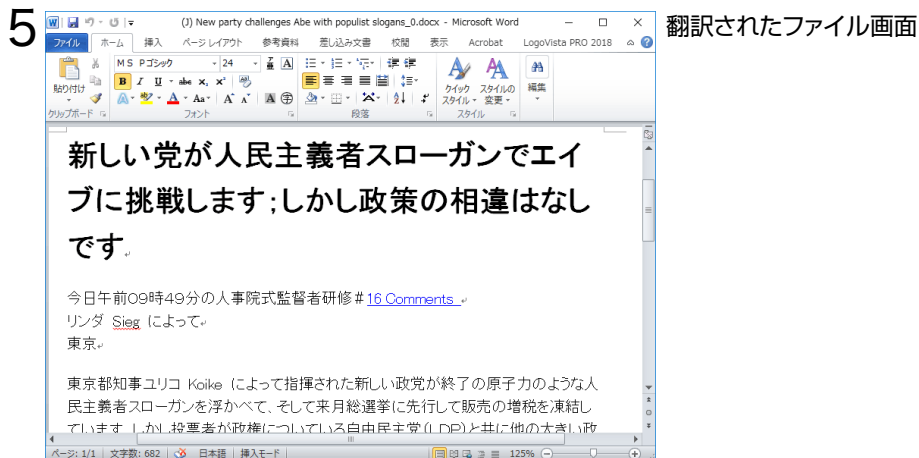 5
翻訳されたファイル画面
(J) New party challenges Abe with populist slogans_0.docx - Microsoft Word
ファイル ホーム 挿入 ページレイアウト 参考資料 差し込み文書 校閲 表示 Acrobat LogoVista PRO 2018
貼り付け
ＭＳ Ｐゴシック 24
B I U abc x₂ x²
クイック スタイル
スタイルの 変更
編集
クリップボード フォント 段落 スタイル
新しい党が人民主義者スローガンでエイ
ブに挑戦します;しかし政策の相違はなし
です
今日午前09時49分の人事院式監督者研修# 16 Comments
リンダ Sieg によって
東京
東京都知事ユリコ Koike によって指揮された新しい政党が終了の原子力のような人
民主義者スローガンを浮かべて、そして来月総選挙に先行して販売の増税を凍結し
ています しかし投票者が政権についている自由民主党(LDP)と共に他の大きい政
ページ: 1/1 文字数: 682 日本語 挿入モード 125%